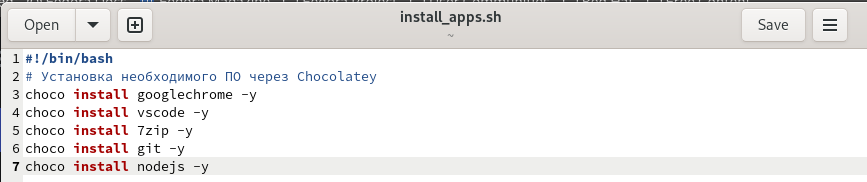 Open
install_apps.sh
~
Save
1 #!/bin/bash
2 # Установка необходимого ПО через Chocolatey
3 choco install googlechrome -y
4 choco install vscode -y
5 choco install 7zip -y
6 choco install git -y
7 choco install nodejs -y